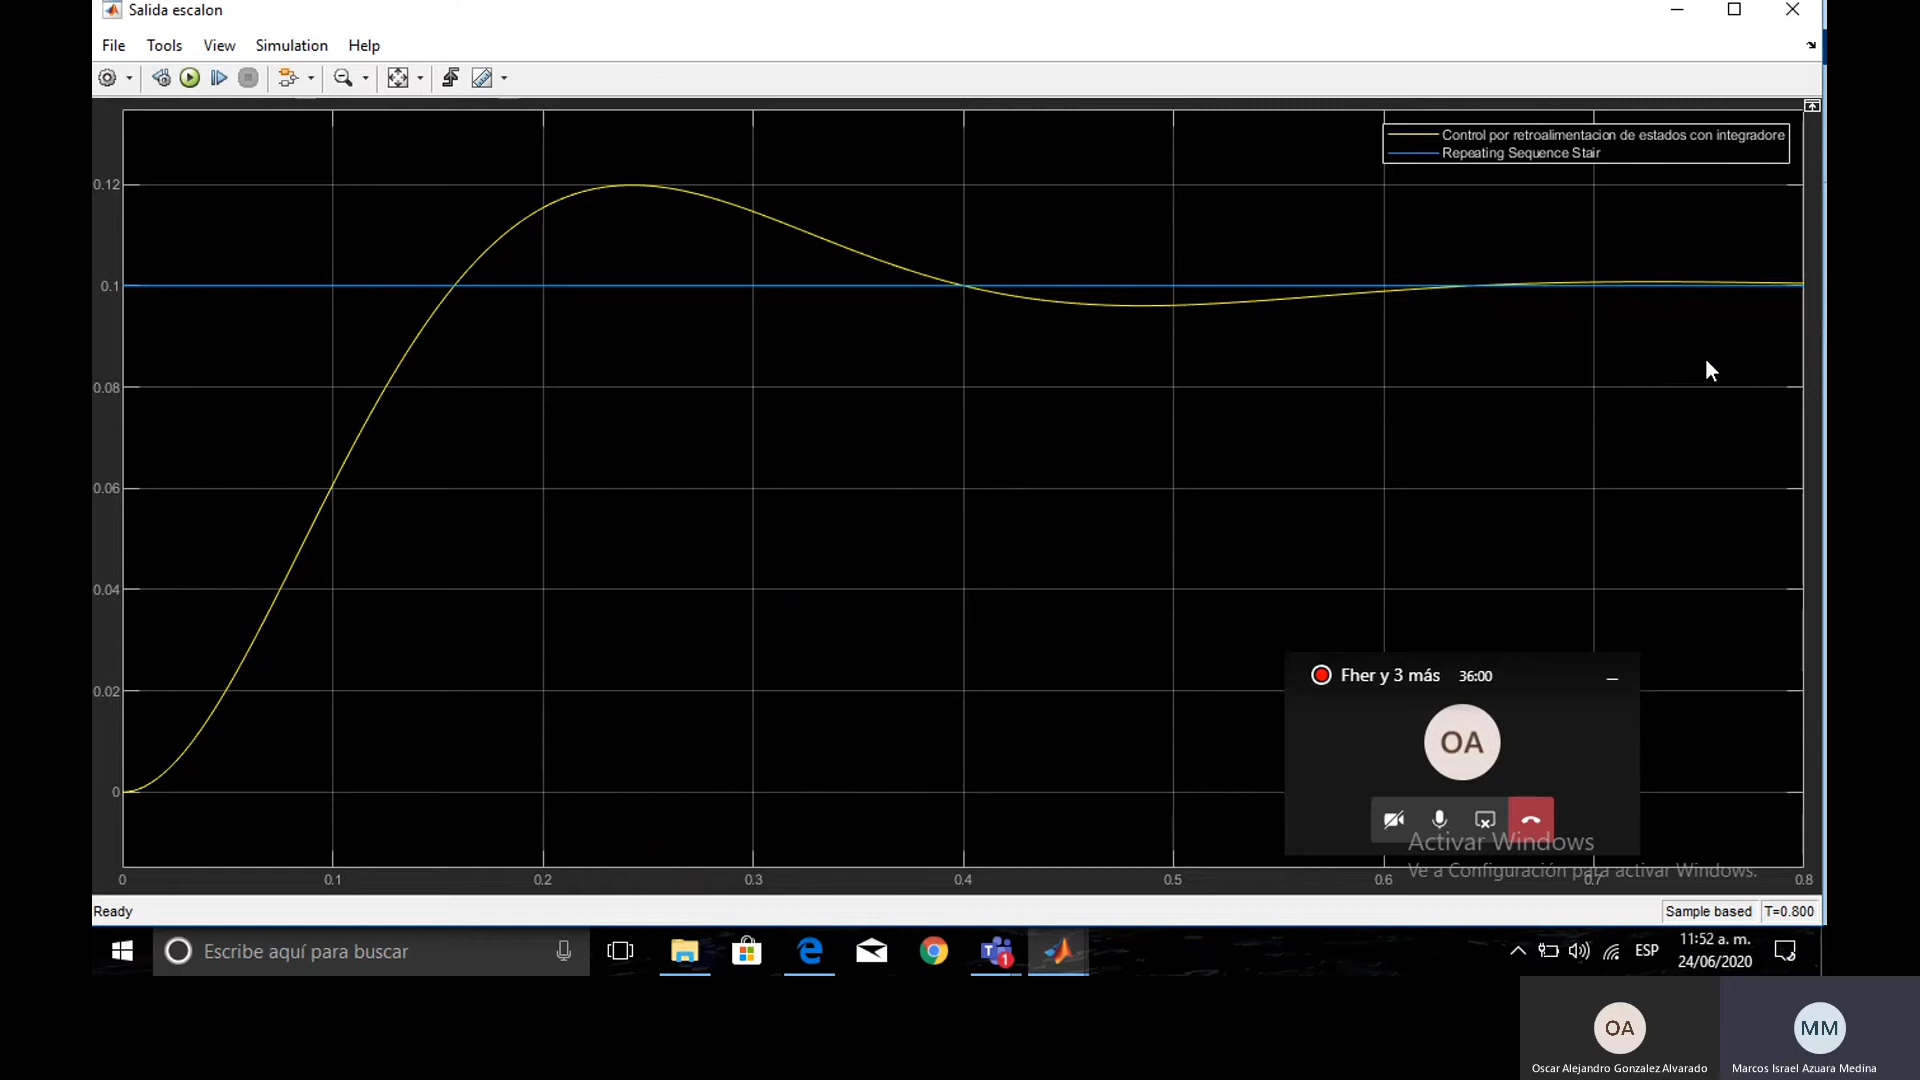 Salida escalon
File Tools View Simulation Help
Control por retroalimentacion de estados con integradore
Repeating Sequence Stair
0.12
0.1
0.08
0.06
0.04
0.02
0
0 0.1 0.2 0.3 0.4 0.5 0.6 0.7 0.8
Fher y 3 más 36:00
OA
Activar Windows
Ve a Configuración para activar Windows.
Ready
Sample based T=0.800
Escribe aquí para buscar
1
ESP
11:52 a. m.
24/06/2020
OA
MM
Oscar Alejandro Gonzalez Alvarado
Marcos Israel Azuara Medina